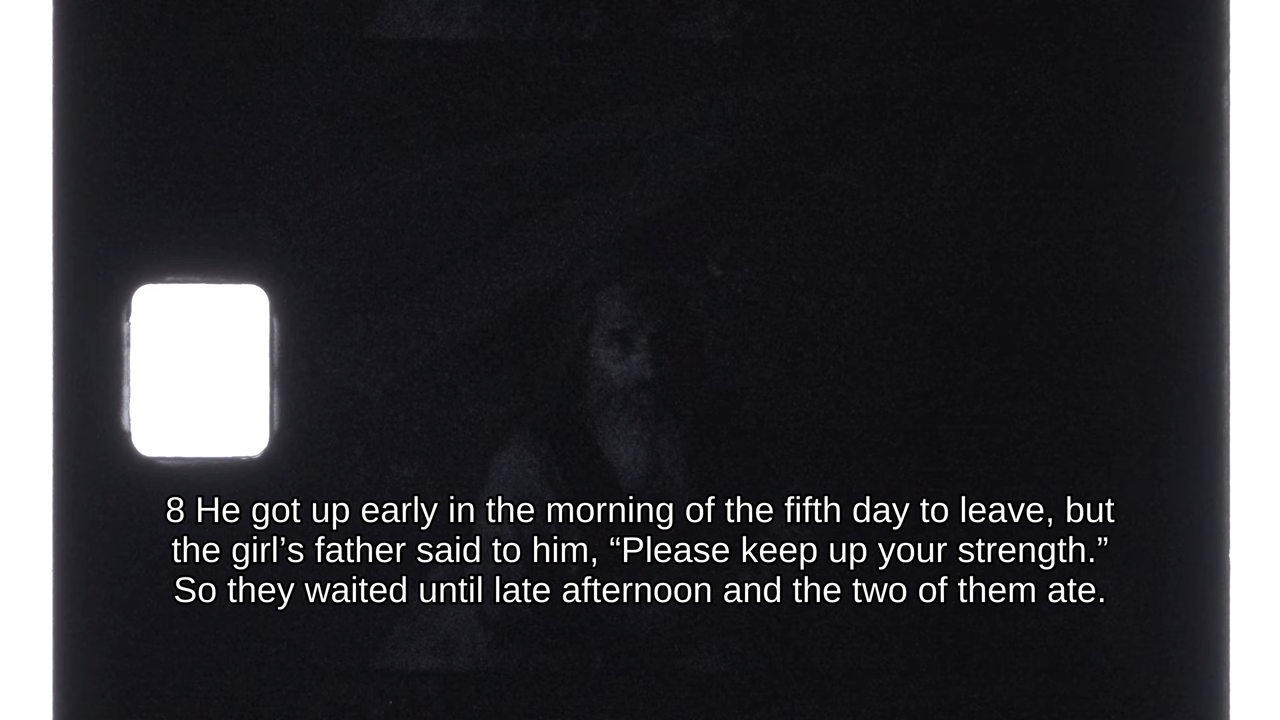 8 He got up early in the morning of the fifth day to leave, but
the girl’s father said to him, “Please keep up your strength.”
So they waited until late afternoon and the two of them ate.